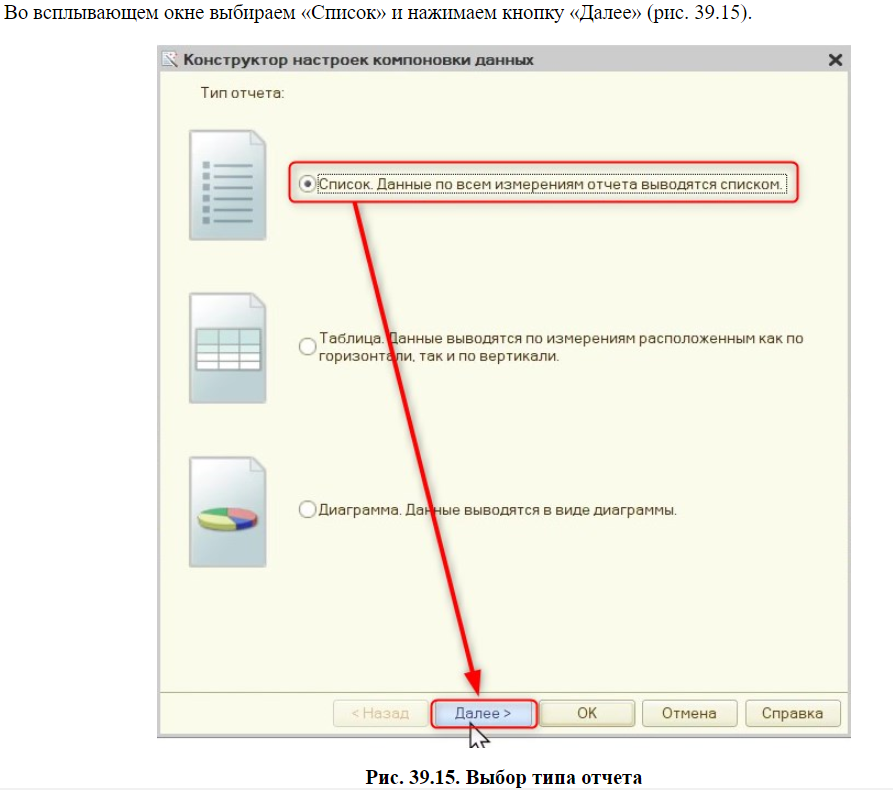 Во всплывающем окне выбираем «Список» и нажимаем кнопку «Далее» (рис. 39.15).
Конструктор настроек компоновки данных
Тип отчета:
Список. Данные по всем измерениям отчета выводятся списком.
Таблица. Данные выводятся по измерениям расположенным как по
горизонтали, так и по вертикали.
Диаграмма. Данные выводятся в виде диаграммы.
< Назад Далее > OK Отмена Справка
Рис. 39.15. Выбор типа отчета